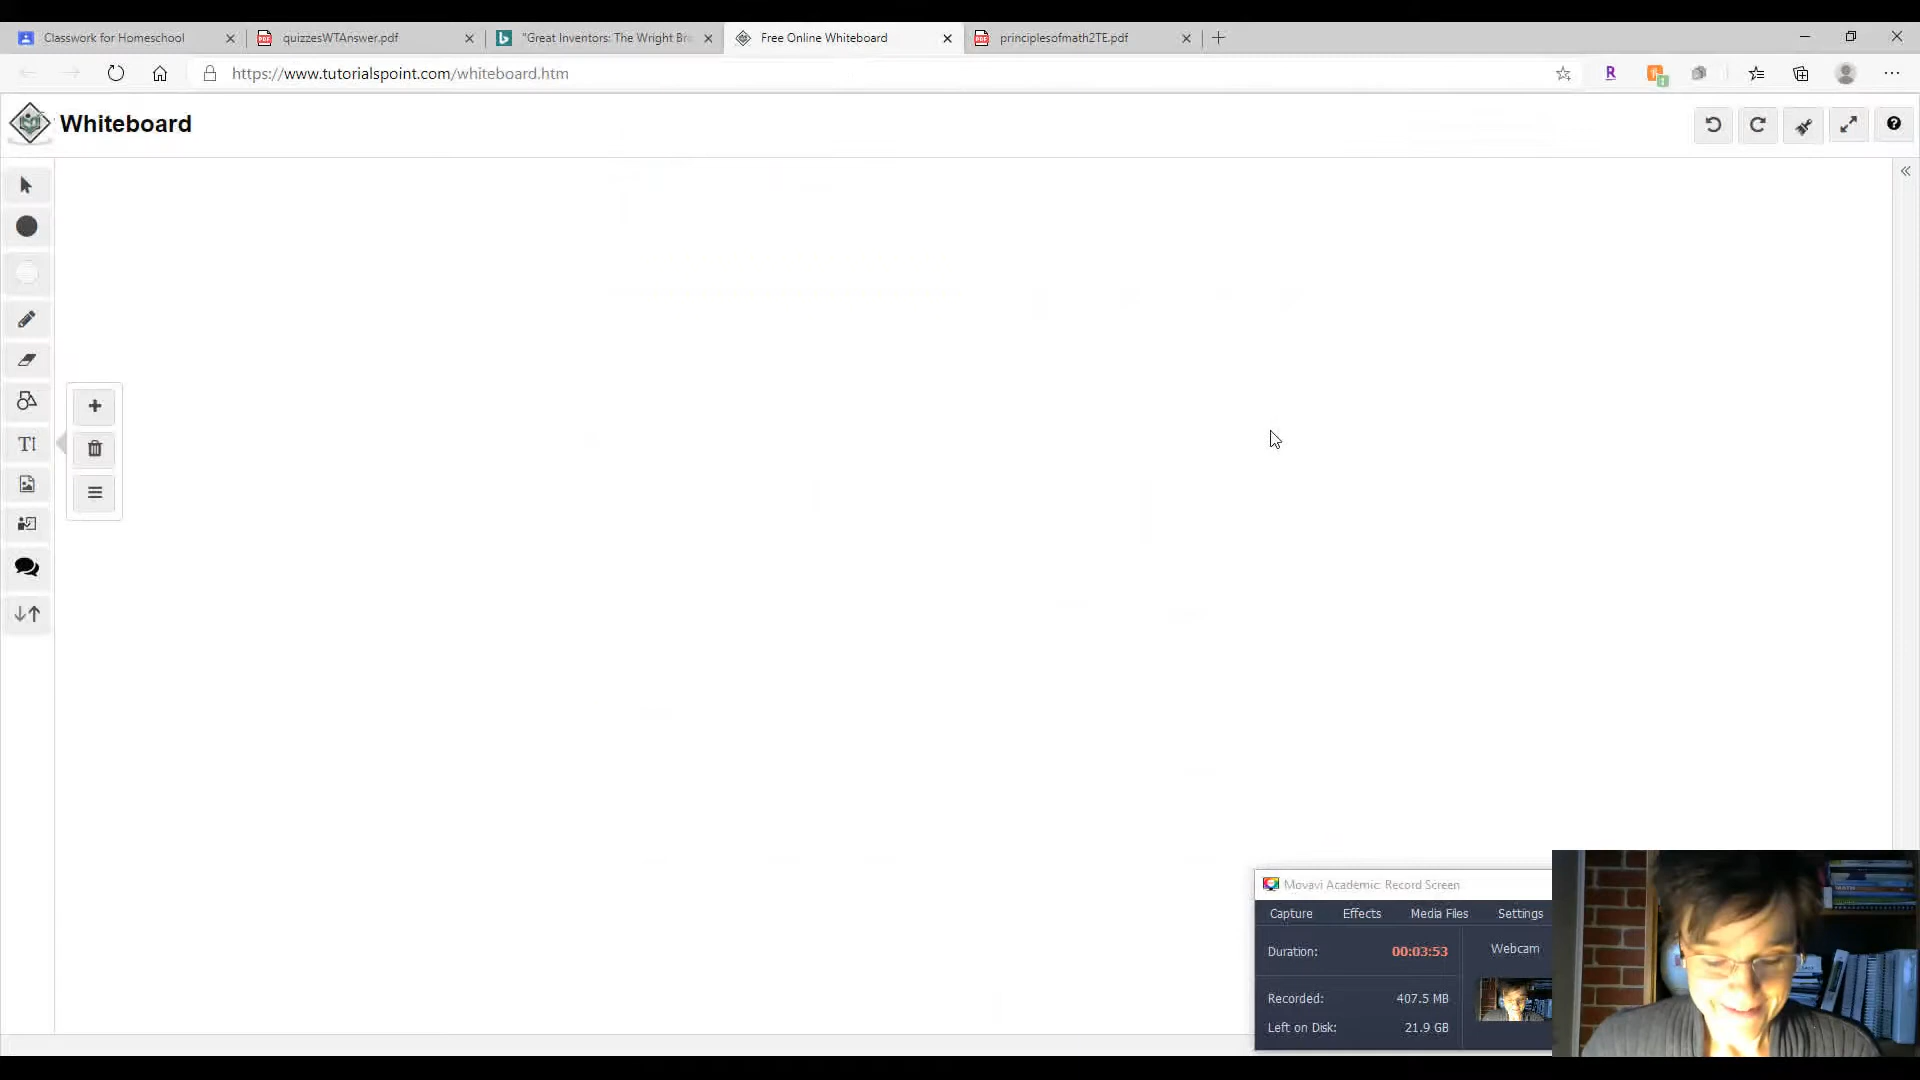 Classwork for Homeschool
quizzesWTAnswer.pdf
"Great Inventors: The Wright Br
Free Online Whiteboard
principlesofmath2TE.pdf
https://www.tutorialspoint.com/whiteboard.htm
Whiteboard
TI
Movavi Academic: Record Screen
Capture Effects Media Files Settings
Duration: 00:03:53
Webcam
Recorded: 407.5 MB
Left on Disk: 21.9 GB